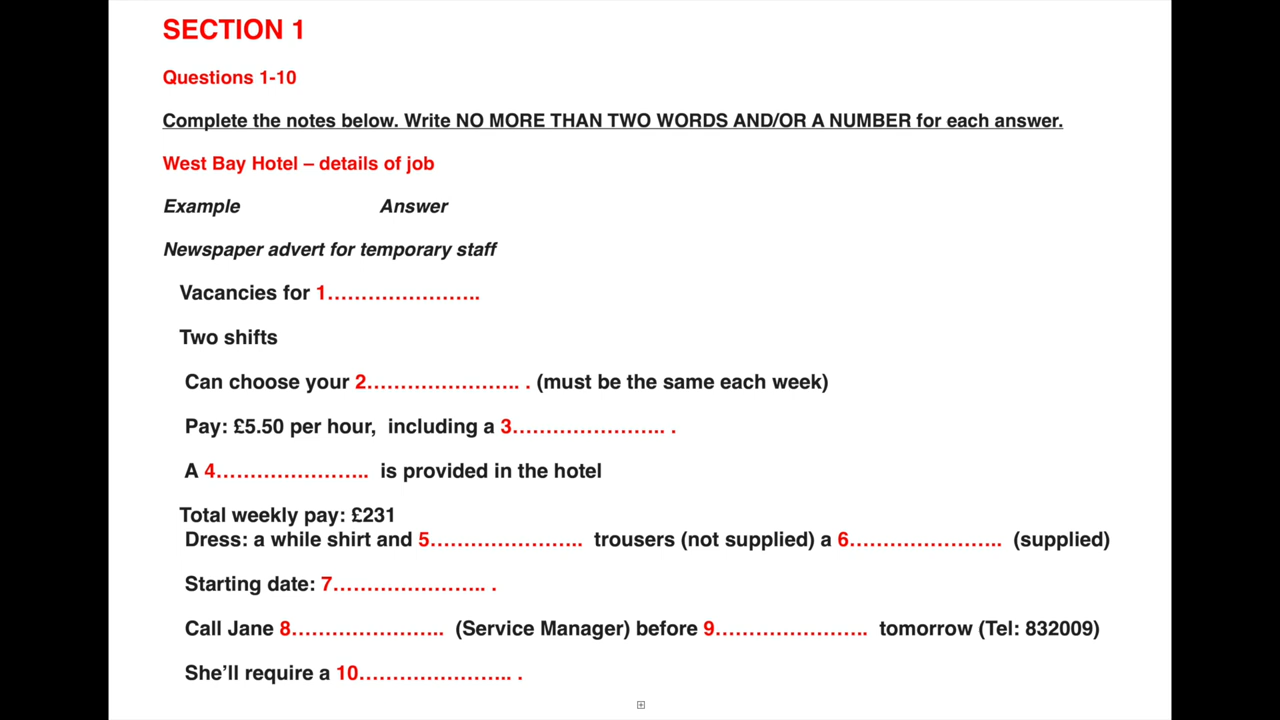 SECTION 1
Questions 1-10
Complete the notes below. Write NO MORE THAN TWO WORDS AND/OR A NUMBER for each answer.
West Bay Hotel – details of job
Example Answer
Newspaper advert for temporary staff
Vacancies for 1…………………..
Two shifts
Can choose your 2………………….. . (must be the same each week)
Pay: £5.50 per hour, including a 3………………….. .
A 4………………….. is provided in the hotel
Total weekly pay: £231
Dress: a while shirt and 5………………….. trousers (not supplied) a 6………………….. (supplied)
Starting date: 7………………….. .
Call Jane 8………………….. (Service Manager) before 9………………….. tomorrow (Tel: 832009)
She’ll require a 10………………….. .